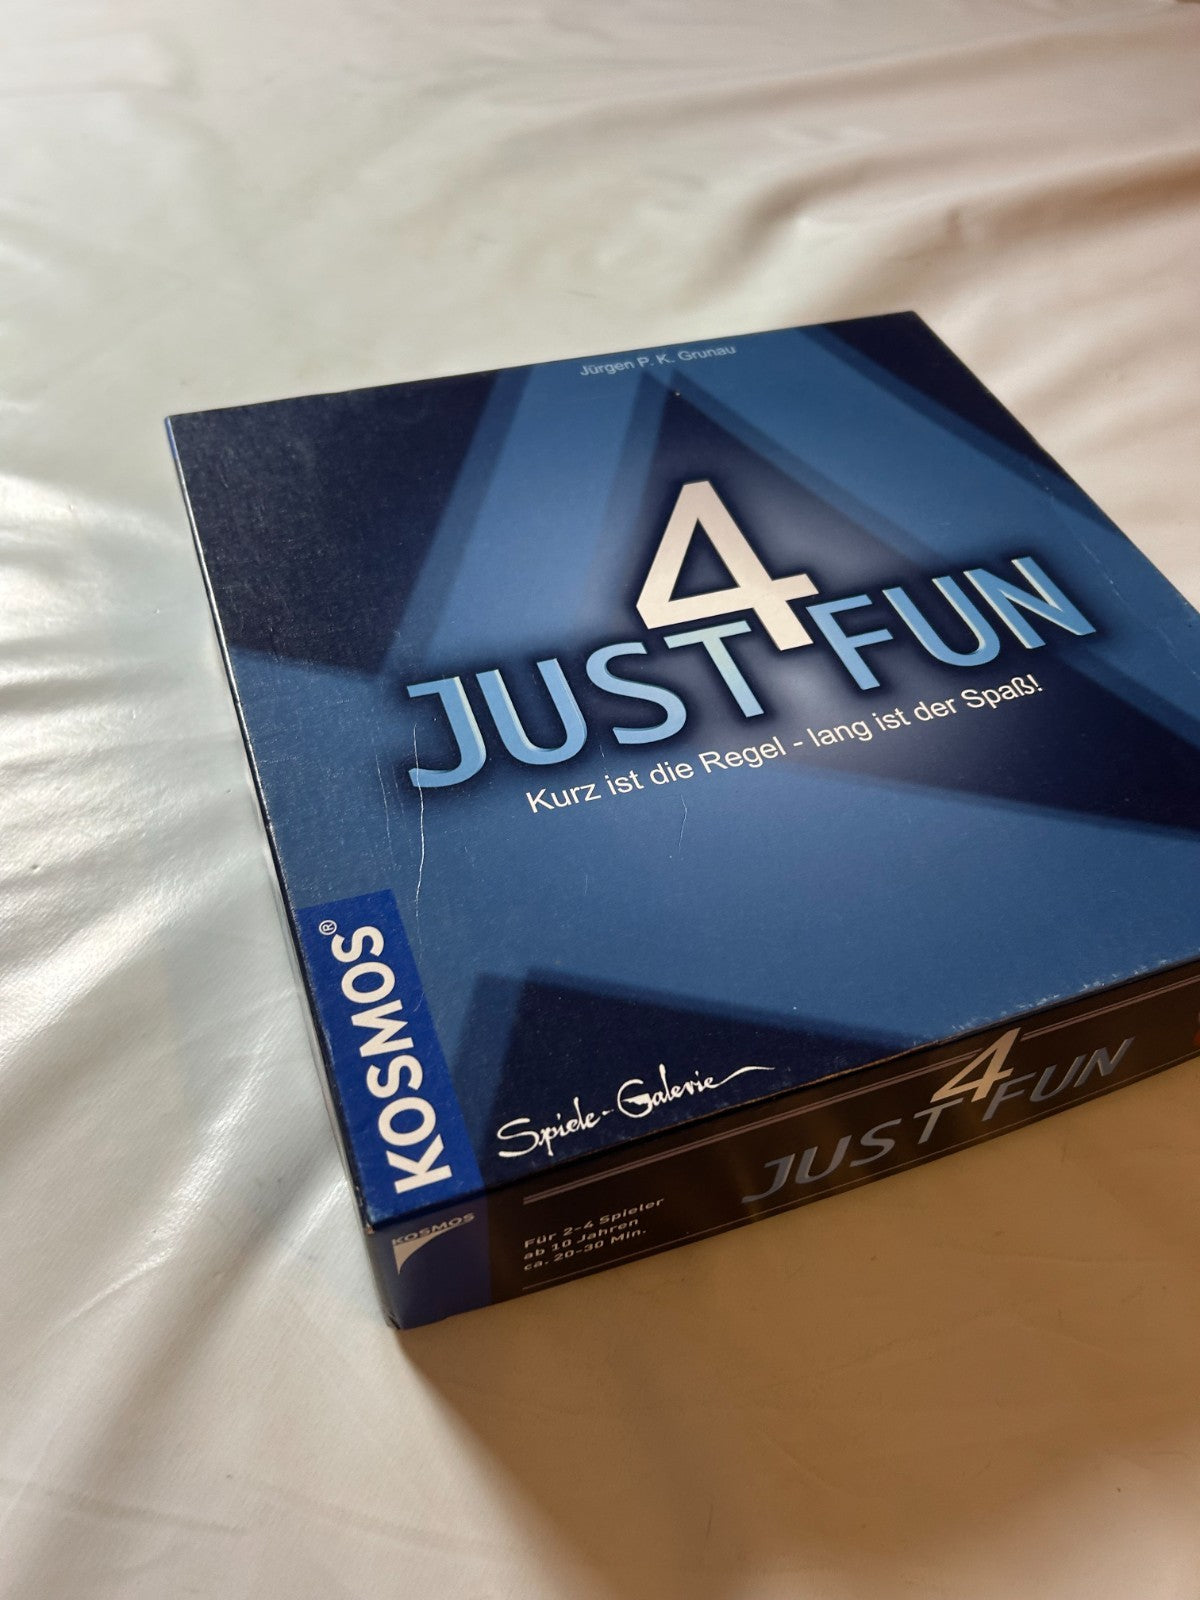 Jürgen P. K. Grunau
4
JUST FUN
Kurz ist die Regel - lang ist der Spaß!
KOSMOS®
Spiele-Galerie
KOSMOS
Für 2-4 Spieler
ab 10 Jahren
ca. 20-30 Min.
4
JUST FUN